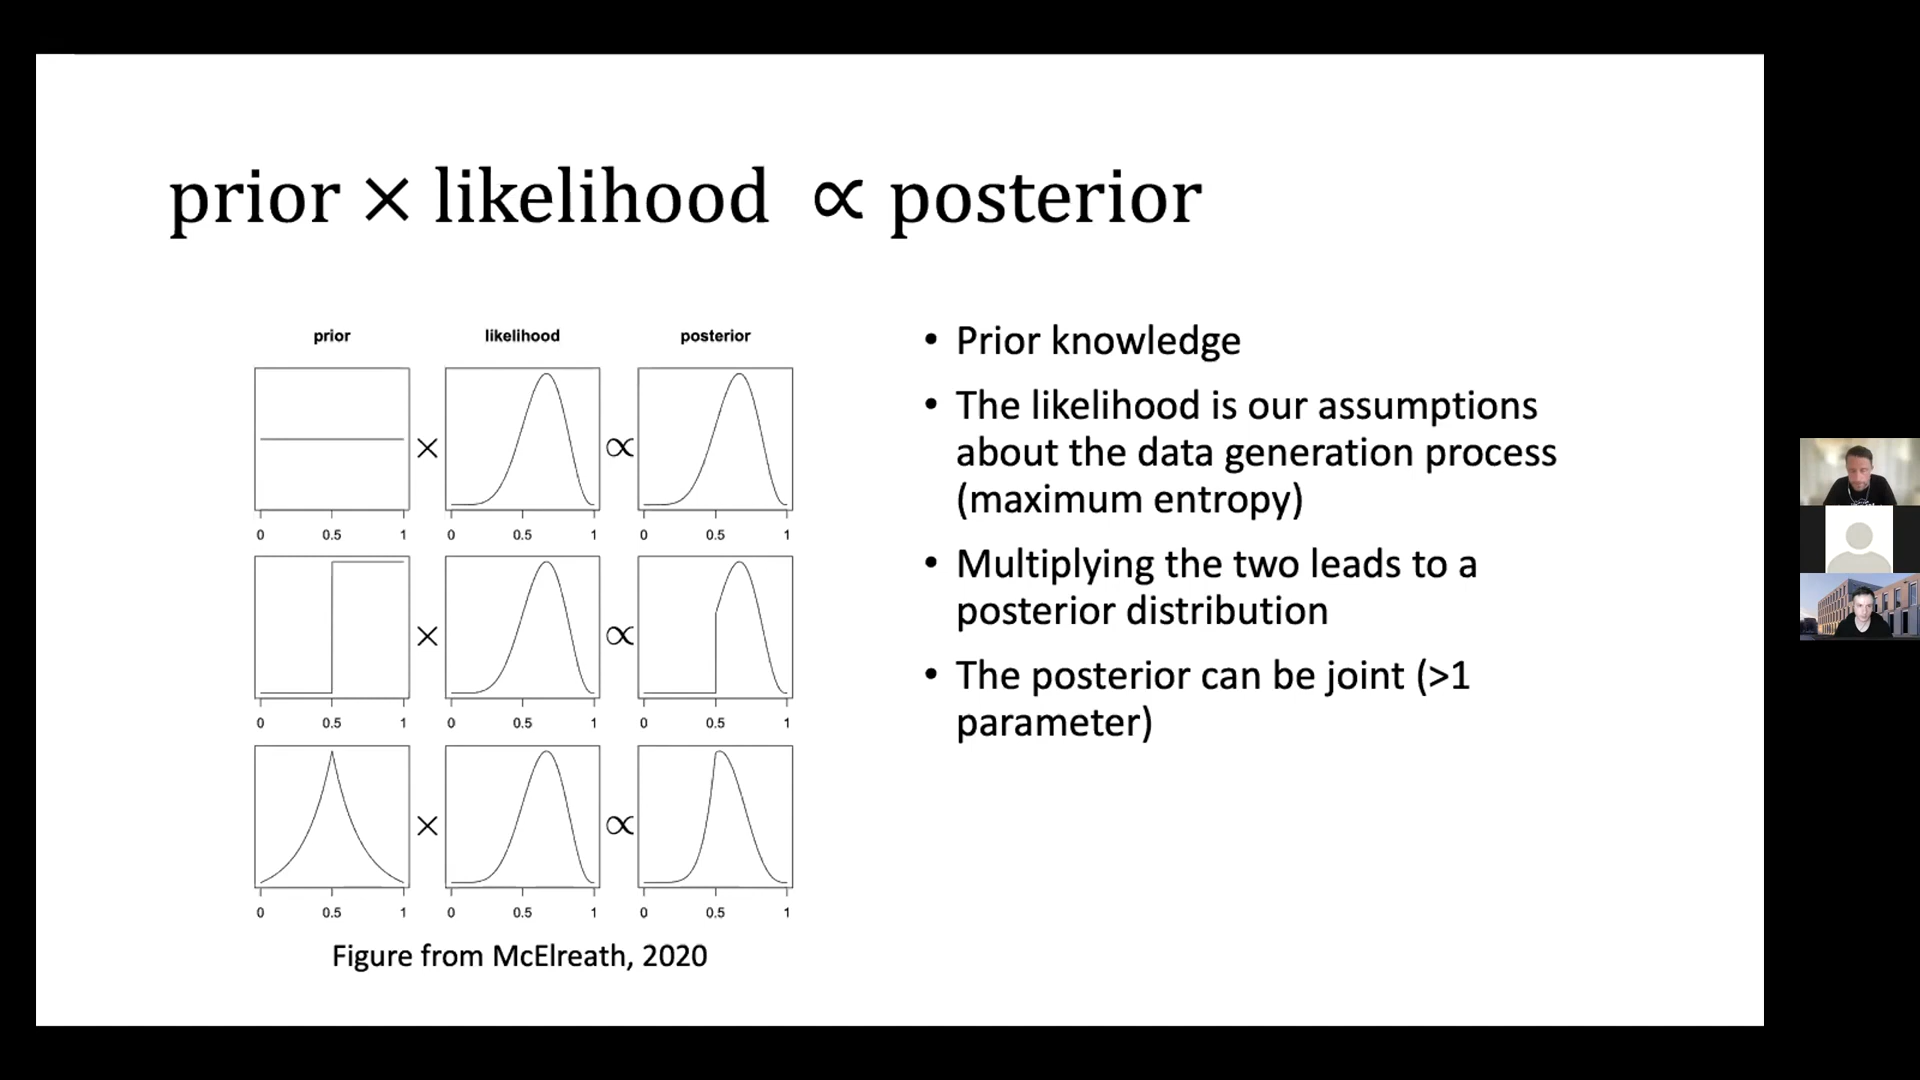 prior × likelihood ∝ posterior
prior likelihood posterior
× ∝
0 0.5 1 0 0.5 1 0 0.5 1
× ∝
0 0.5 1 0 0.5 1 0 0.5 1
× ∝
0 0.5 1 0 0.5 1 0 0.5 1
Figure from McElreath, 2020
• Prior knowledge
• The likelihood is our assumptions
about the data generation process
(maximum entropy)
• Multiplying the two leads to a
posterior distribution
• The posterior can be joint (>1
parameter)